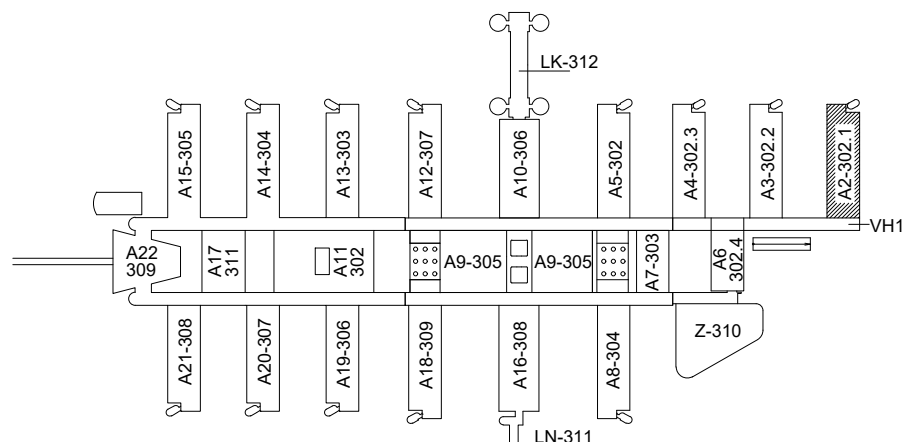 LK-312
A15-305
A14-304
A13-303
A12-307
A10-306
A5-302
A4-302.3
A3-302.2
A2-302.1
VH1
A22
309
A17
311
A11
302
A9-305
A9-305
A7-303
A6
302.4
Z-310
A21-308
A20-307
A19-306
A18-309
A16-308
A8-304
LN-311